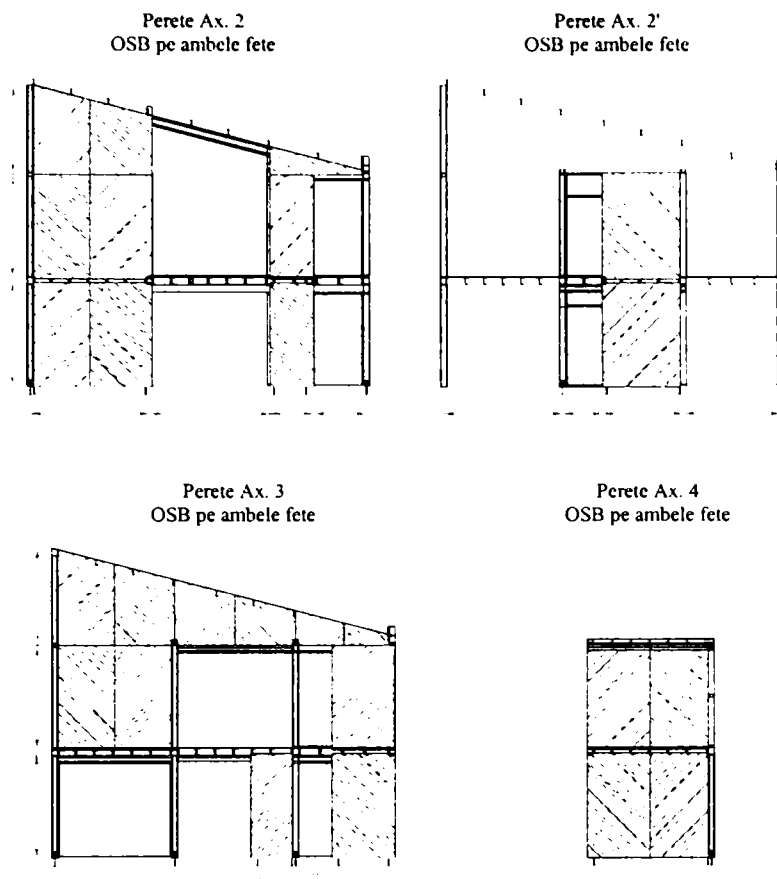 Perete Ax. 2
OSB pe ambele fete
Perete Ax. 2'
OSB pe ambele fete
Perete Ax. 3
OSB pe ambele fete
Perete Ax. 4
OSB pe ambele fete